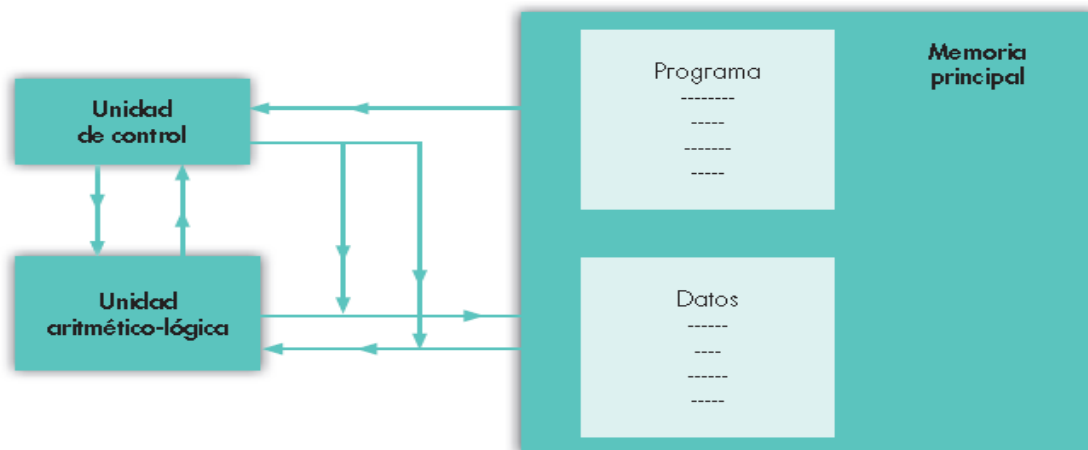 Memoria
principal
Programa
--------
-----
-------
-----
Unidad
de control
Unidad
aritmético-lógica
Datos
------
----
------
-----